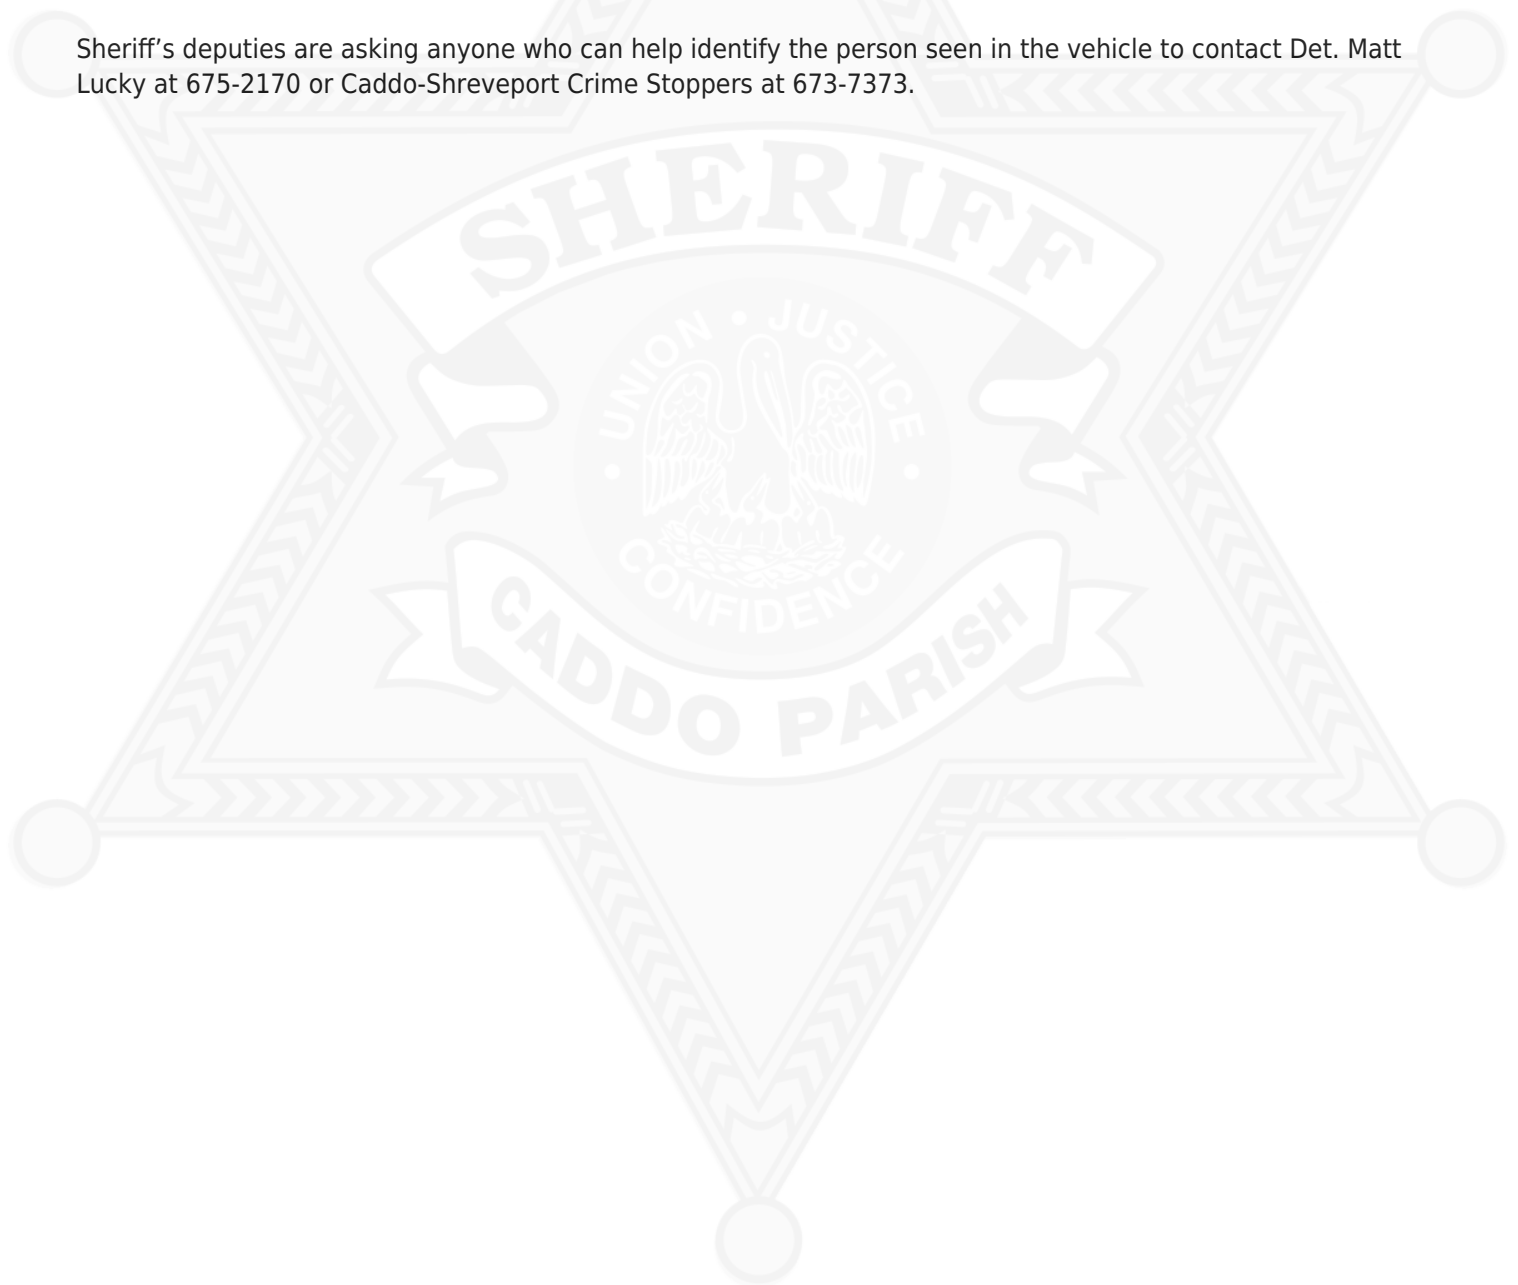 Sheriff’s deputies are asking anyone who can help identify the person seen in the vehicle to contact Det. Matt
Lucky at 675-2170 or Caddo-Shreveport Crime Stoppers at 673-7373.
SHERIFF
UNION • JUSTICE
• CONFIDENCE •
CADDO PARISH